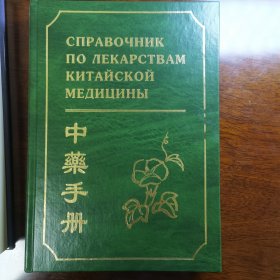 СПРАВОЧНИК
ПО ЛЕКАРСТВАМ
КИТАЙСКОЙ
МЕДИЦИНЫ
中藥手册